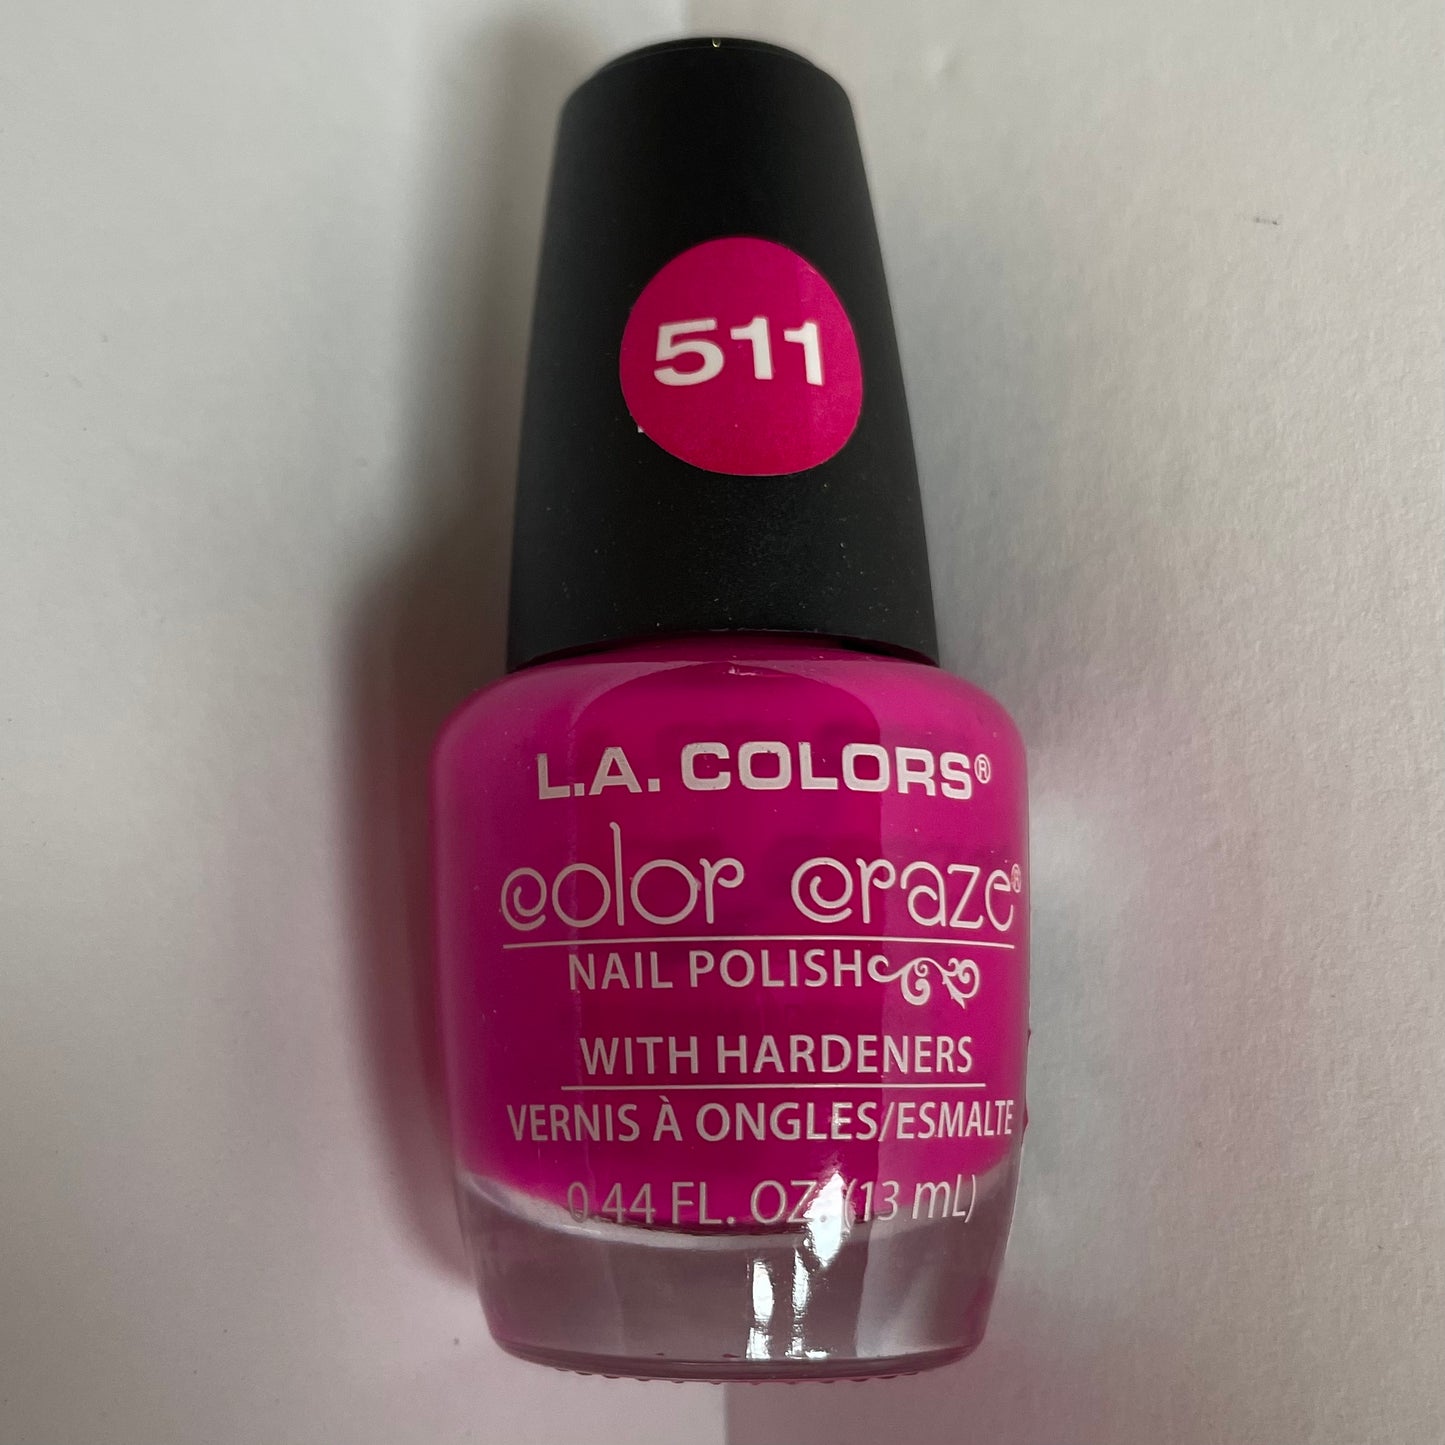 511
L.A. COLORS®
color craze®
NAIL POLISH
WITH HARDENERS
VERNIS À ONGLES/ESMALTE
0.44 FL. OZ. (13 mL)